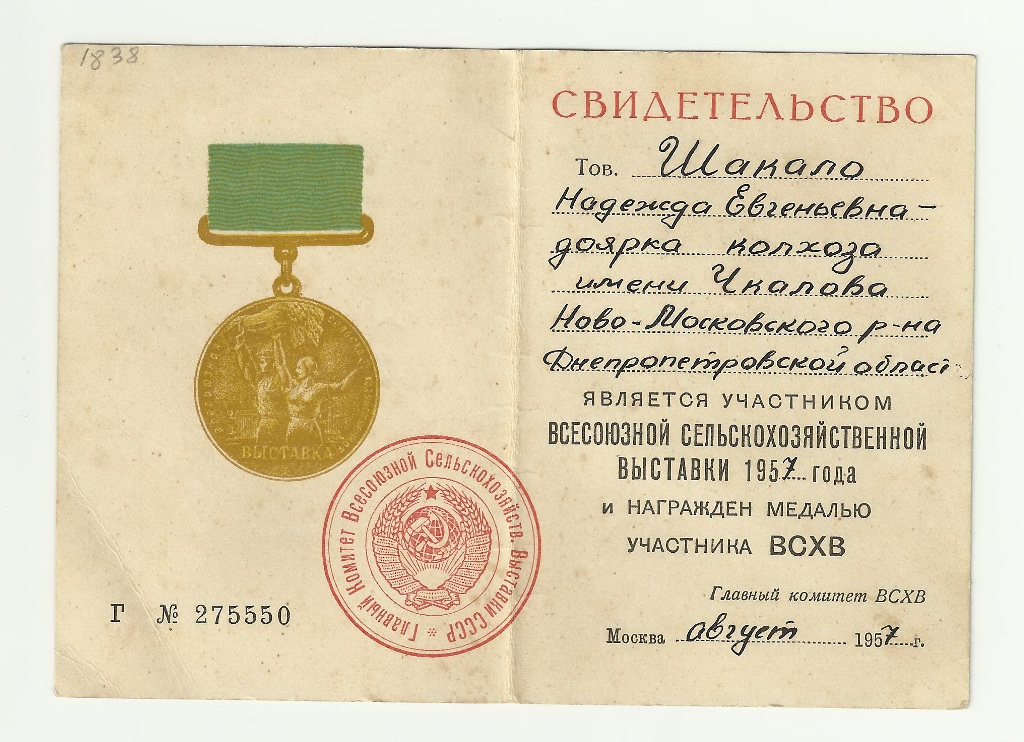 1838
ВЫСТАВКА
Главный Комитет Всесоюзной Сельскохозяйств. Выставки СССР *
Г № 275550
СВИДЕТЕЛЬСТВО
Тов. Шакало
Надежда Евгеньевна –
доярка колхоза
имени Чкалова
Ново-Московского р-на
Днепропетровской област
ЯВЛЯЕТСЯ УЧАСТНИКОМ
ВСЕСОЮЗНОЙ СЕЛЬСКОХОЗЯЙСТВЕННОЙ
ВЫСТАВКИ 1957 года
И НАГРАЖДЕН МЕДАЛЬЮ
УЧАСТНИКА ВСХВ
Главный комитет ВСХВ
Москва август 1957 г.